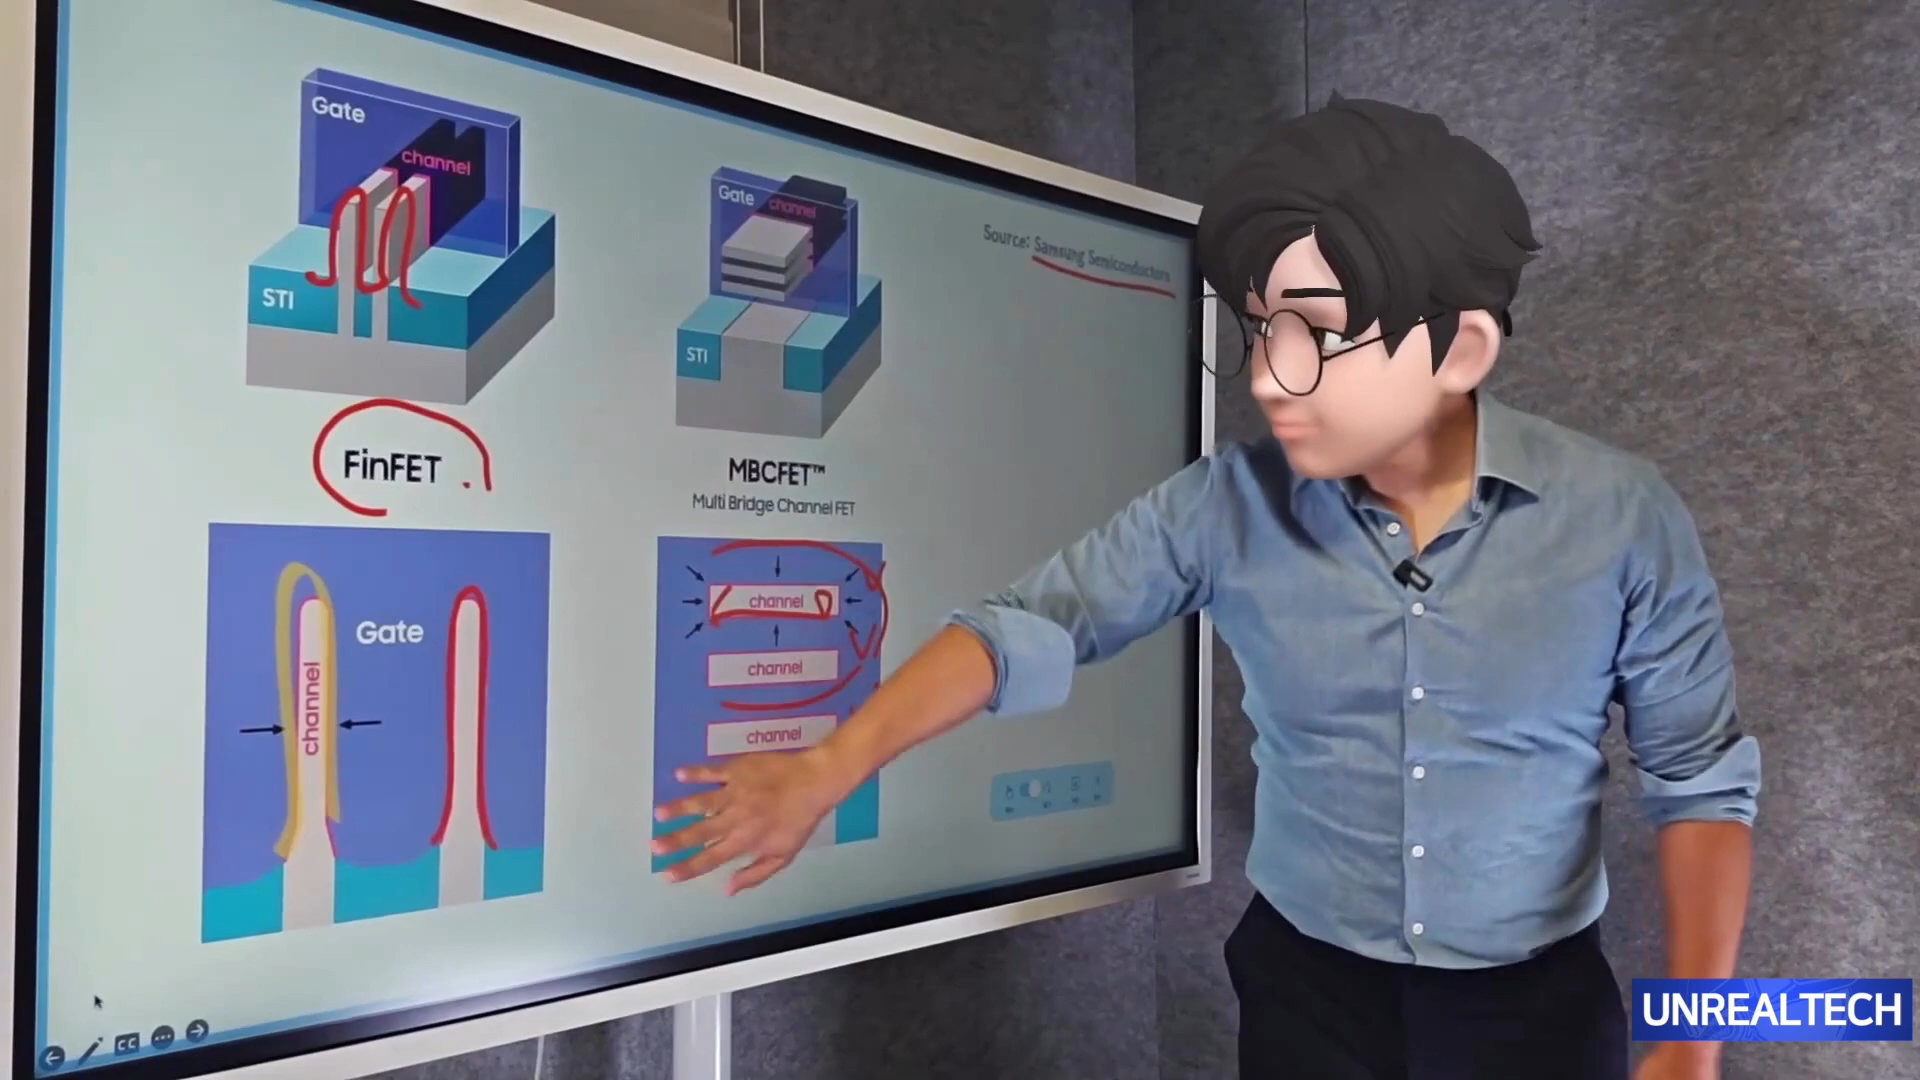 Gate
channel
STI
FinFET
Gate
channel
STI
MBCFET™
Multi Bridge Channel FET
Source: Samsung Semiconductors
channel
Gate
channel
channel
channel
CC
UNREALTECH